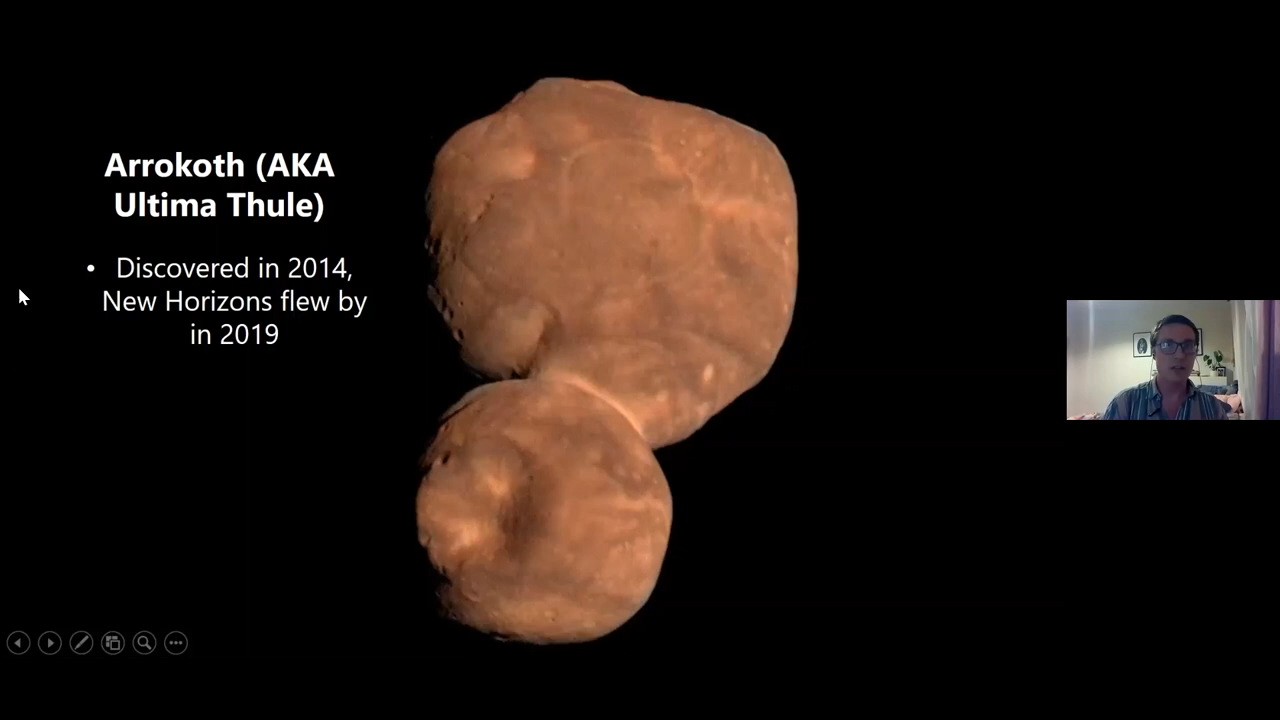 Arrokoth (AKA
Ultima Thule)
• Discovered in 2014,
New Horizons flew by
in 2019